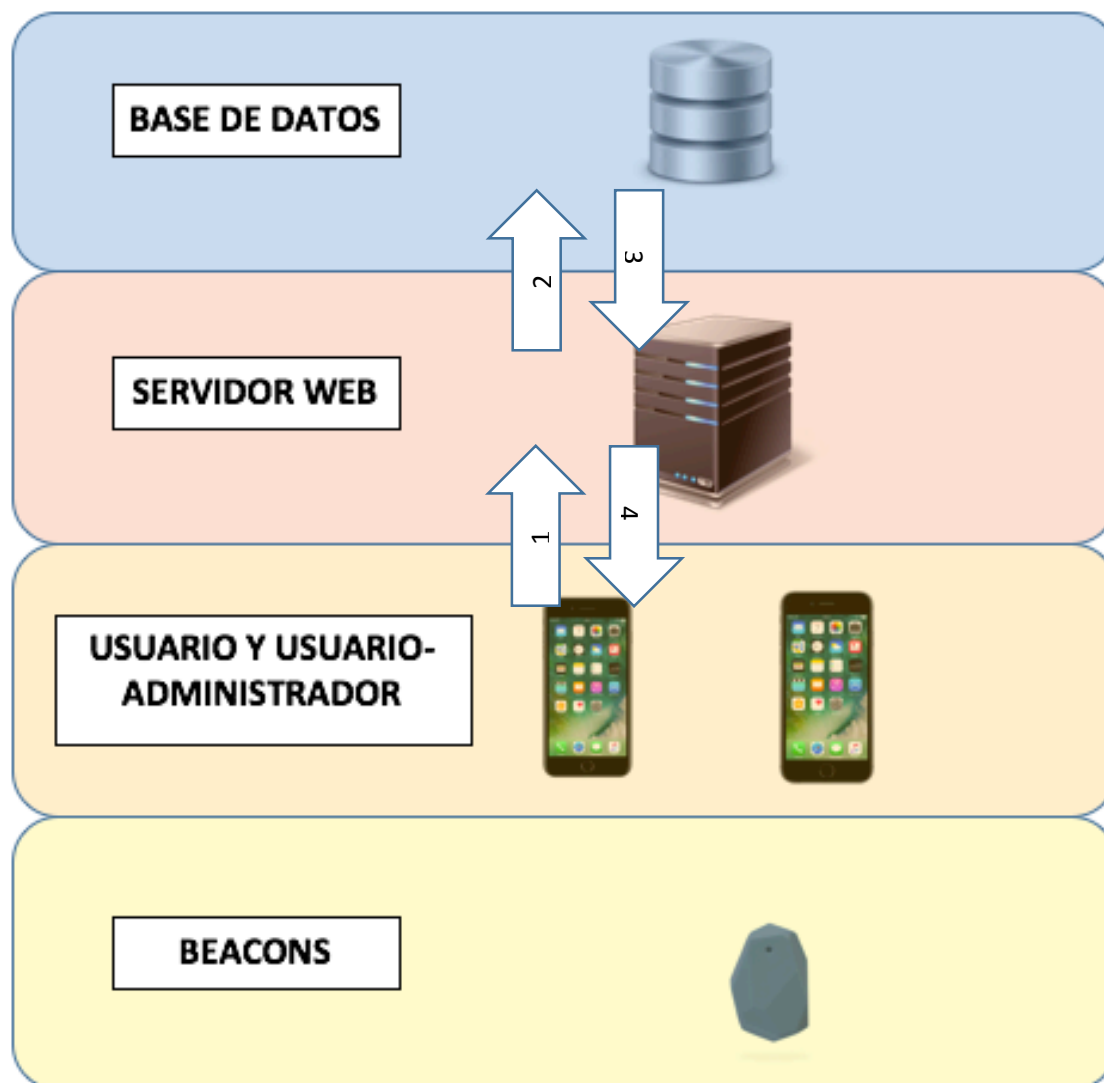 BASE DE DATOS
2
3
SERVIDOR WEB
1
4
USUARIO Y USUARIO-
ADMINISTRADOR
BEACONS